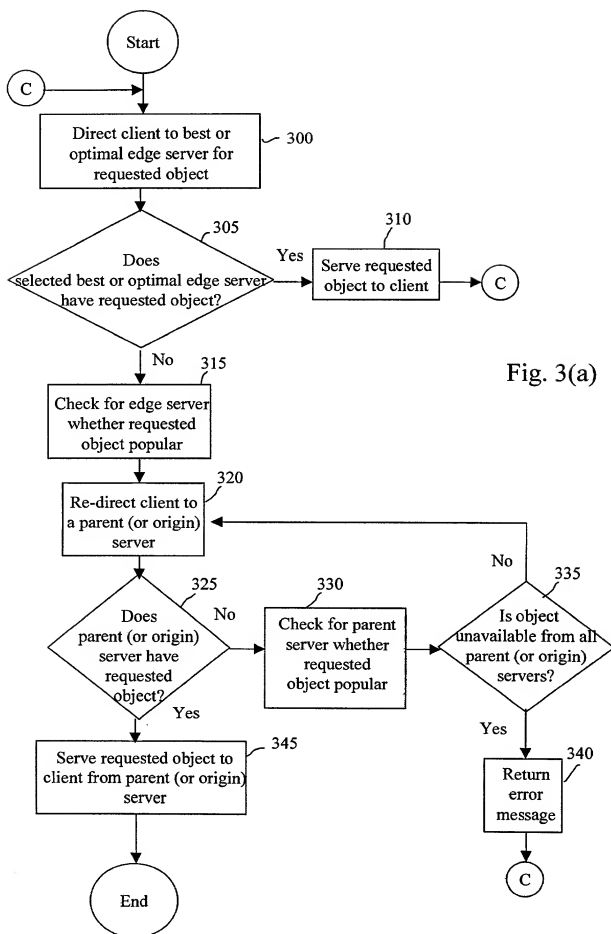 Start
C
Direct client to best or
optimal edge server for
requested object
300
305
Does
selected best or optimal edge server
have requested object?
Yes
310
Serve requested
object to client
C
No
Fig. 3(a)
315
Check for edge server
whether requested
object popular
320
Re-direct client to
a parent (or origin)
server
325
Does
parent (or origin)
server have
requested
object?
No
330
Check for parent
server whether
requested
object popular
No
335
Is object
unavailable from all
parent (or origin)
servers?
Yes
345
Serve requested object to
client from parent (or origin)
server
Yes
340
Return
error
message
C
End